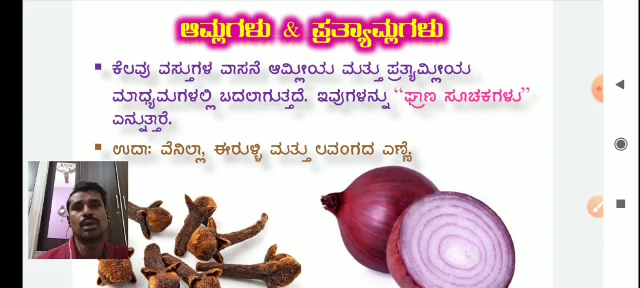 ಆಮ್ಲಗಳು & ಪ್ರತ್ಯಾಮ್ಲಗಳು
ಕೆಲವು ವಸ್ತುಗಳ ವಾಸನೆ ಆಮ್ಲೀಯ ಮತ್ತು ಪ್ರತ್ಯಮ್ಲೀಯ
ಮಾಧ್ಯಮಗಳಲ್ಲಿ ಬದಲಾಗುತ್ತದೆ. ಇವುಗಳನ್ನು “ಘ್ರಾಣ ಸೂಚಕಗಳು”
ಎನ್ನುತ್ತಾರೆ.
ಉದಾ: ವೆನಿಲ್ಲಾ, ಈರುಳ್ಳಿ ಮತ್ತು ಲವಂಗದ ಎಣ್ಣೆ.